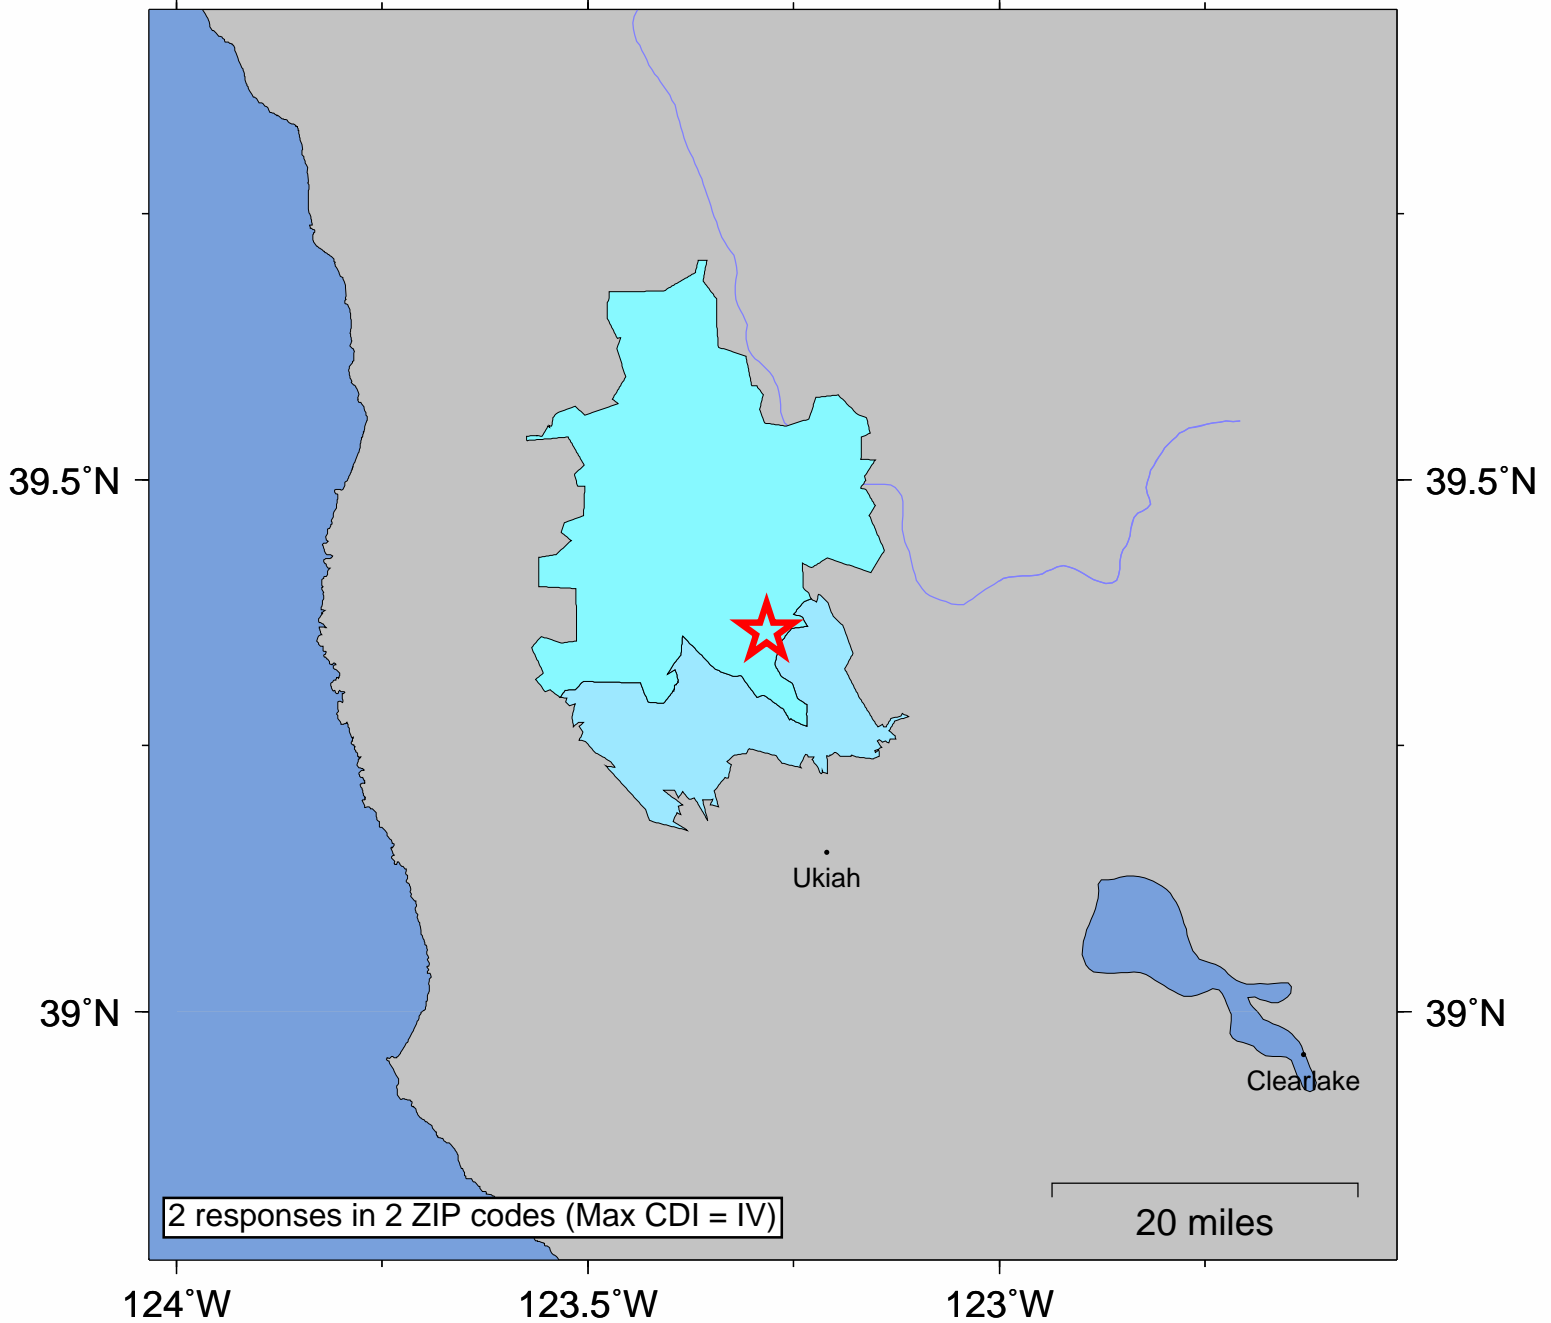 39.5˚N
39.5˚N
Ukiah
39˚N
39˚N
Clearlake
2 responses in 2 ZIP codes (Max CDI = IV)
20 miles
124˚W
123.5˚W
123˚W